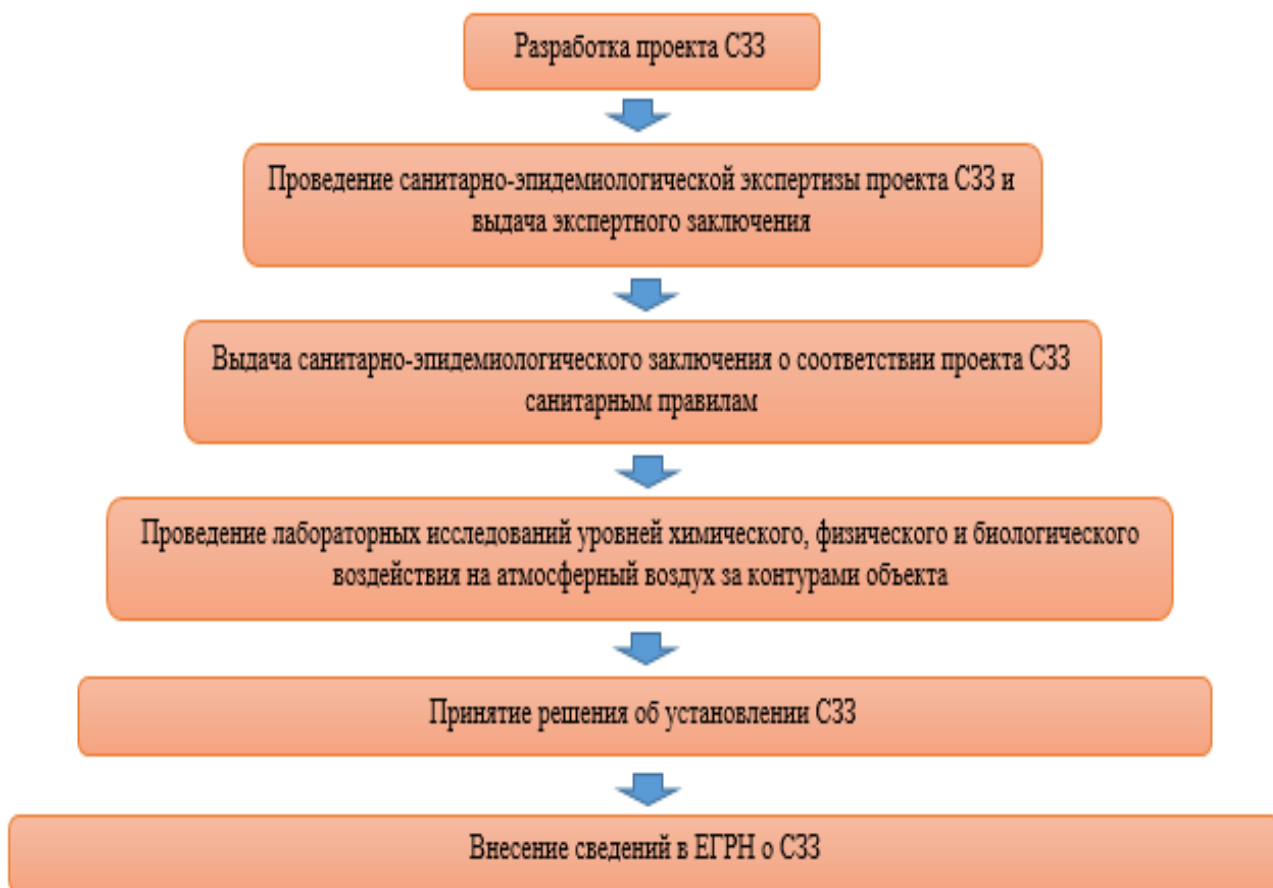 Разработка проекта СЗЗ
Проведение санитарно-эпидемиологической экспертизы проекта СЗЗ и
выдача экспертного заключения
Выдача санитарно-эпидемиологического заключения о соответствии проекта СЗЗ
санитарным правилам
Проведение лабораторных исследований уровней химического, физического и биологического
воздействия на атмосферный воздух за контурами объекта
Принятие решения об установлении СЗЗ
Внесение сведений в ЕГРН о СЗЗ